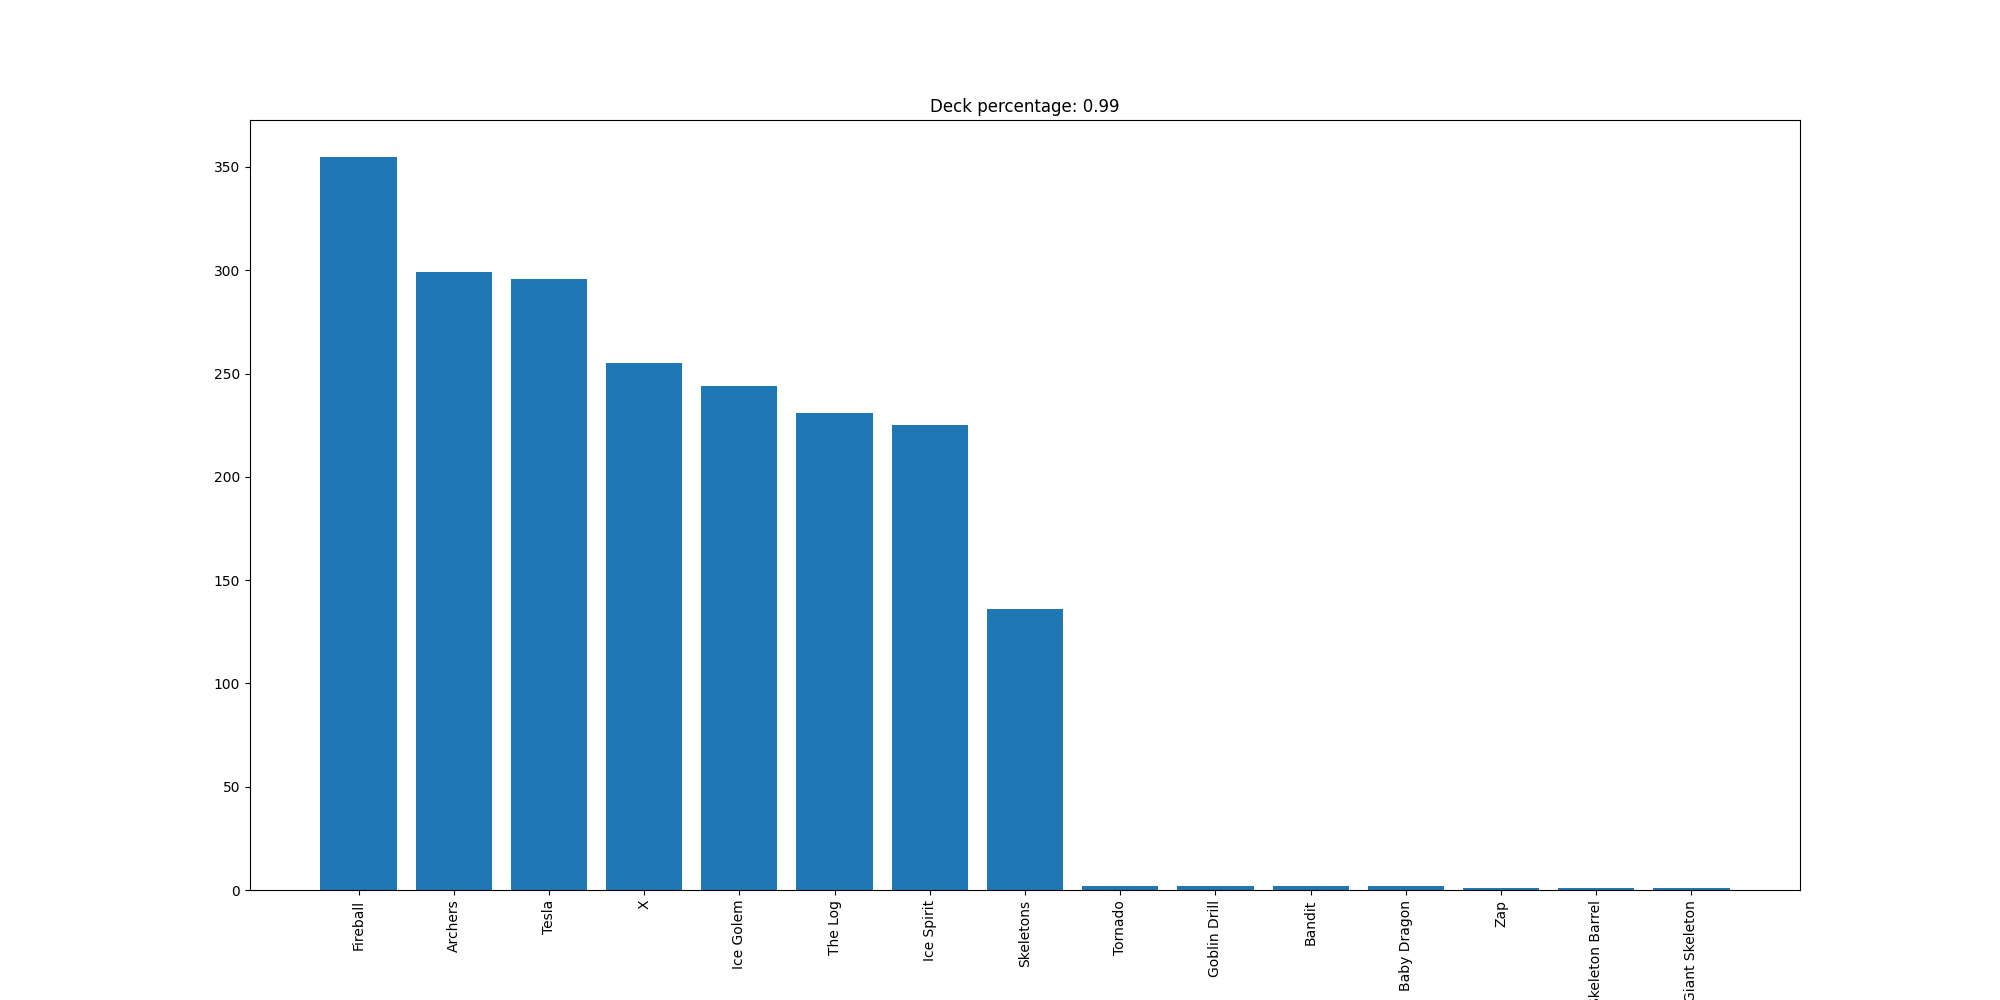 Deck percentage: 0.99
350
300
250
200
150
100
50
0
Fireball
Archers
Tesla
X
Ice Golem
The Log
Ice Spirit
Skeletons
Tornado
Goblin Drill
Bandit
Baby Dragon
Zap
keleton Barrel
Giant Skeleton